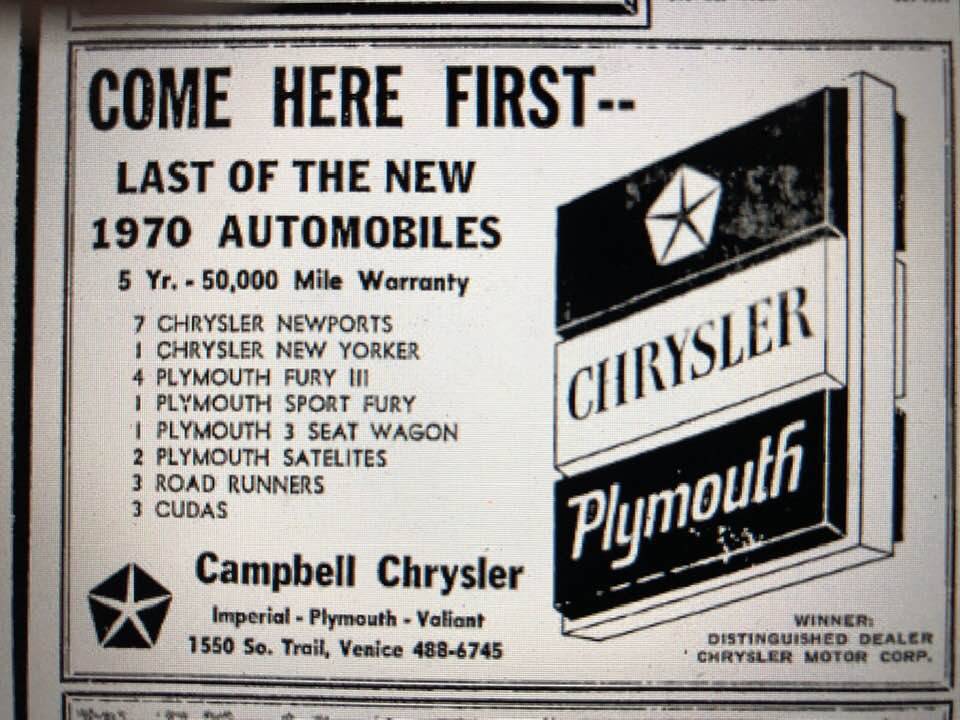 COME HERE FIRST--
LAST OF THE NEW
1970 AUTOMOBILES
5 Yr. - 50,000 Mile Warranty
7 CHRYSLER NEWPORTS
1 CHRYSLER NEW YORKER
4 PLYMOUTH FURY III
1 PLYMOUTH SPORT FURY
1 PLYMOUTH 3 SEAT WAGON
2 PLYMOUTH SATELITES
3 ROAD RUNNERS
3 CUDAS
Campbell Chrysler
Imperial - Plymouth - Valiant
1550 So. Trail, Venice 488-6745
CHRYSLER
Plymouth
WINNER:
DISTINGUISHED DEALER
CHRYSLER MOTOR CORP.